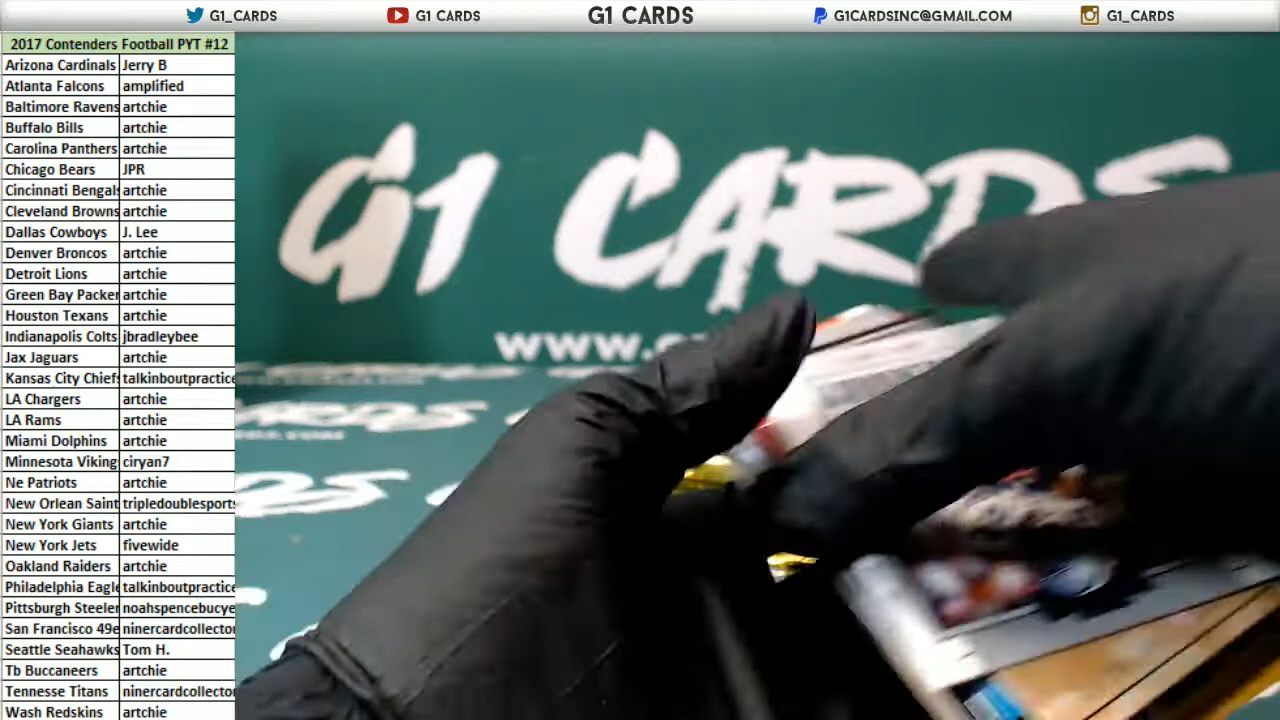 G1_CARDS
G1 CARDS
G1 CARDS
G1CARDSINC@GMAIL.COM
G1_CARDS
2017 Contenders Football PYT #12
Arizona Cardinals Jerry B
Atlanta Falcons amplified
Baltimore Ravens artchie
Buffalo Bills artchie
Carolina Panthers artchie
Chicago Bears JPR
Cincinnati Bengals artchie
Cleveland Browns artchie
Dallas Cowboys J. Lee
Denver Broncos artchie
Detroit Lions artchie
Green Bay Packer artchie
Houston Texans artchie
Indianapolis Colts jbradleybee
Jax Jaguars artchie
Kansas City Chiefs talkinboutpractice
LA Chargers artchie
LA Rams artchie
Miami Dolphins artchie
Minnesota Viking ciryan7
Ne Patriots artchie
New Orlean Saint tripledoublesports
New York Giants artchie
New York Jets fivewide
Oakland Raiders artchie
Philadelphia Eagle talkinboutpractice
Pittsburgh Steeler noahspencebucye
San Francisco 49e ninercardcollector
Seattle Seahawks Tom H.
Tb Buccaneers artchie
Tennesse Titans ninercardcollector
Wash Redskins artchie
G1 CARDS
www.